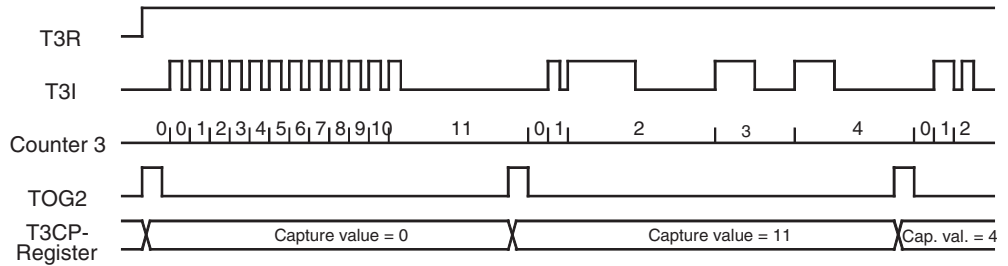 T3R
T3I
Counter 3
0 0 1 2 3 4 5 6 7 8 9 10 11 0 1 2 3 4 0 1 2
TOG2
T3CP-
Register
Capture value = 0 Capture value = 11 Cap. val. = 4